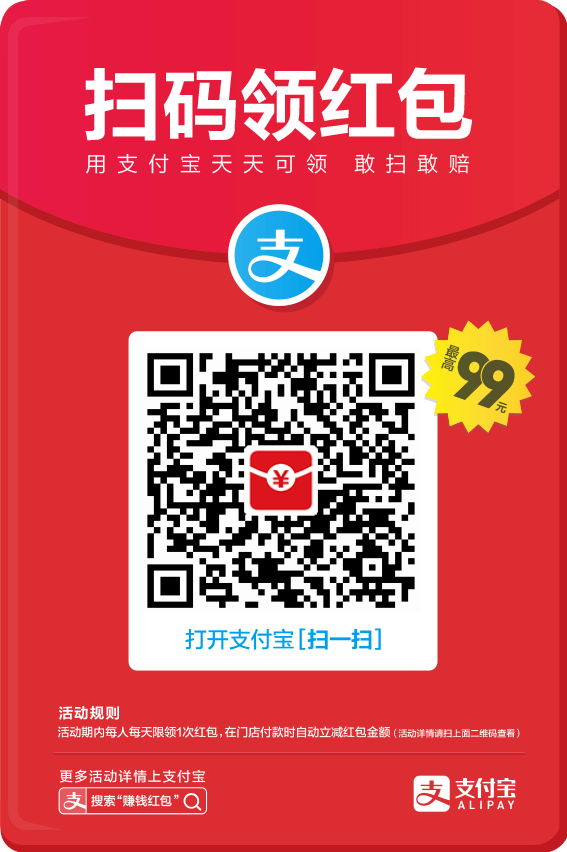 扫码领红包
用支付宝天天可领 敢扫敢赔
支
最高99元
¥
打开支付宝[扫一扫]
活动规则
活动期内每人每天限领1次红包，在门店付款时自动立减红包金额（活动详情请扫上面二维码查看）
更多活动详情上支付宝
支 搜索“赚钱红包”
支 支付宝
ALIPAY